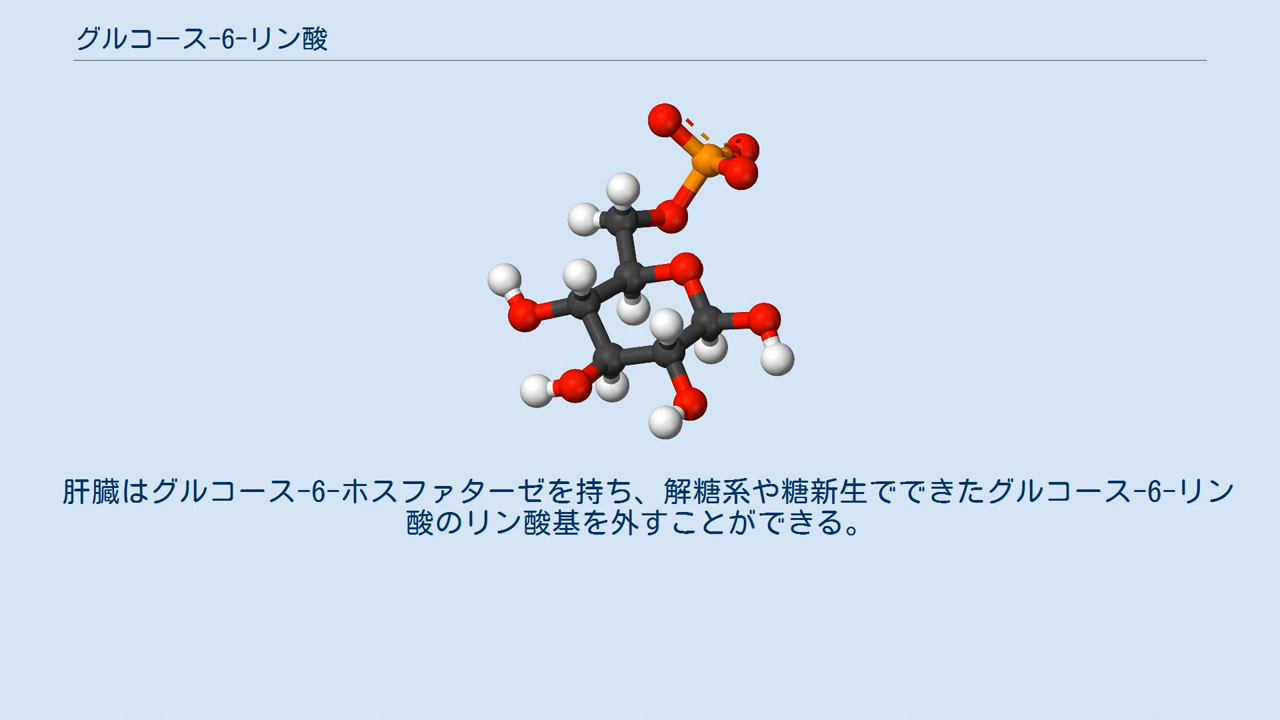 グルコース-6-リン酸
肝臓はグルコース-6-ホスファターゼを持ち、解糖系や糖新生でできたグルコース-6-リン
酸のリン酸基を外すことができる。